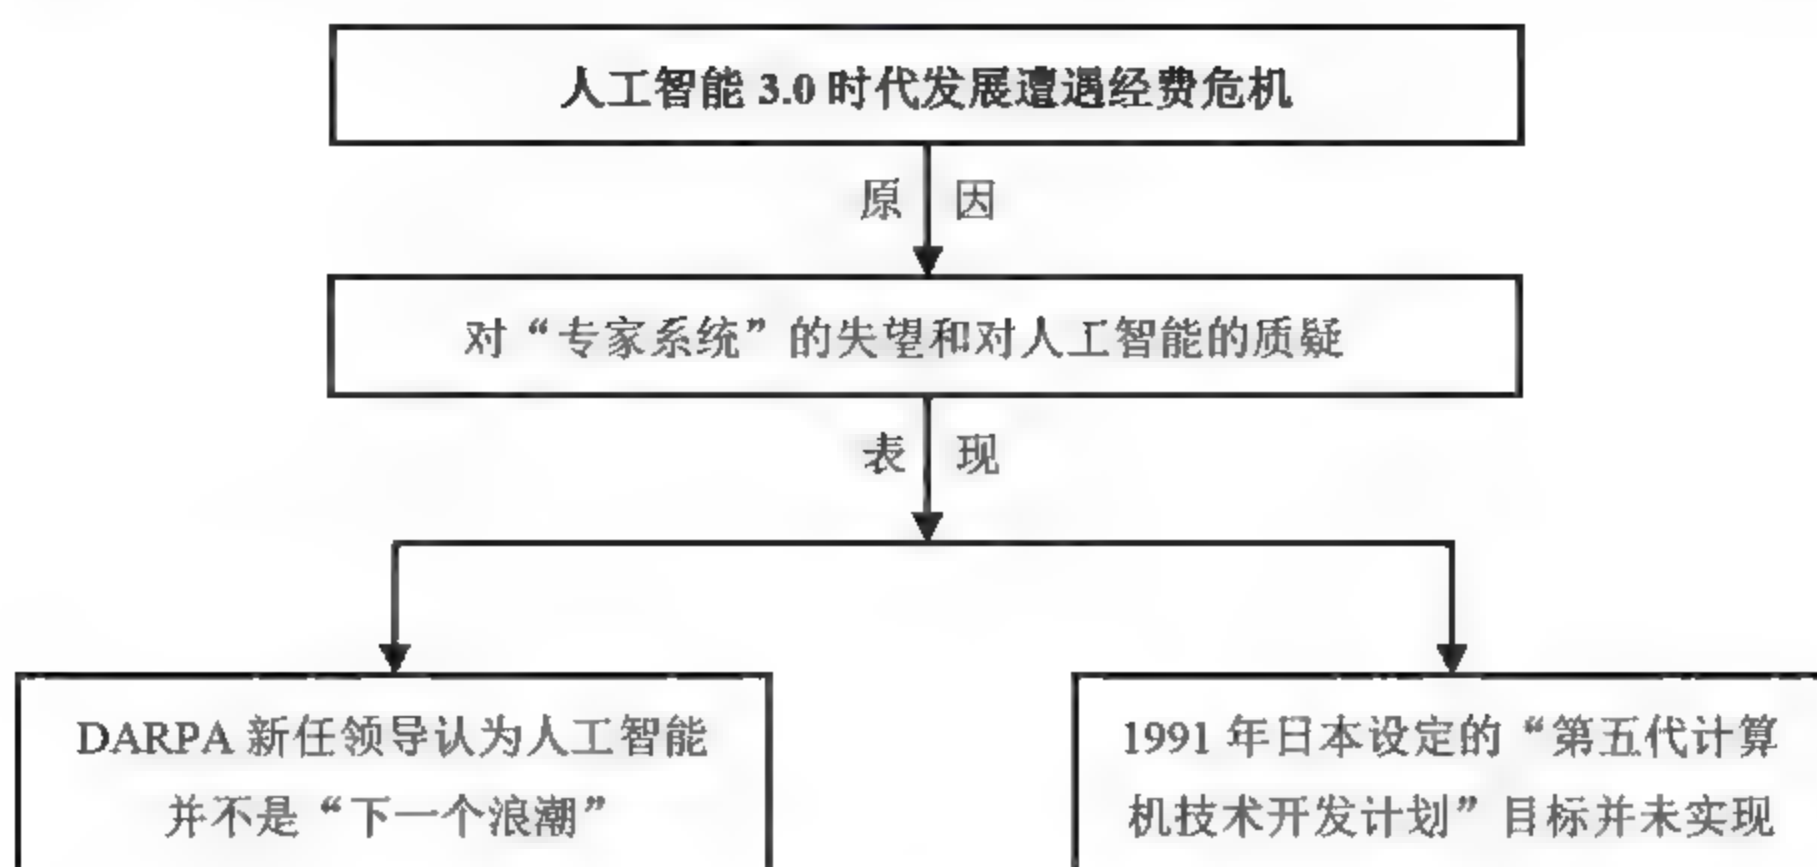 人工智能 3.0 时代发展遭遇经费危机
原 因
对“专家系统”的失望和对人工智能的质疑
表 现
DARPA 新任领导认为人工智能
并不是“下一个浪潮”
1991 年日本设定的“第五代计算
机技术开发计划”目标并未实现